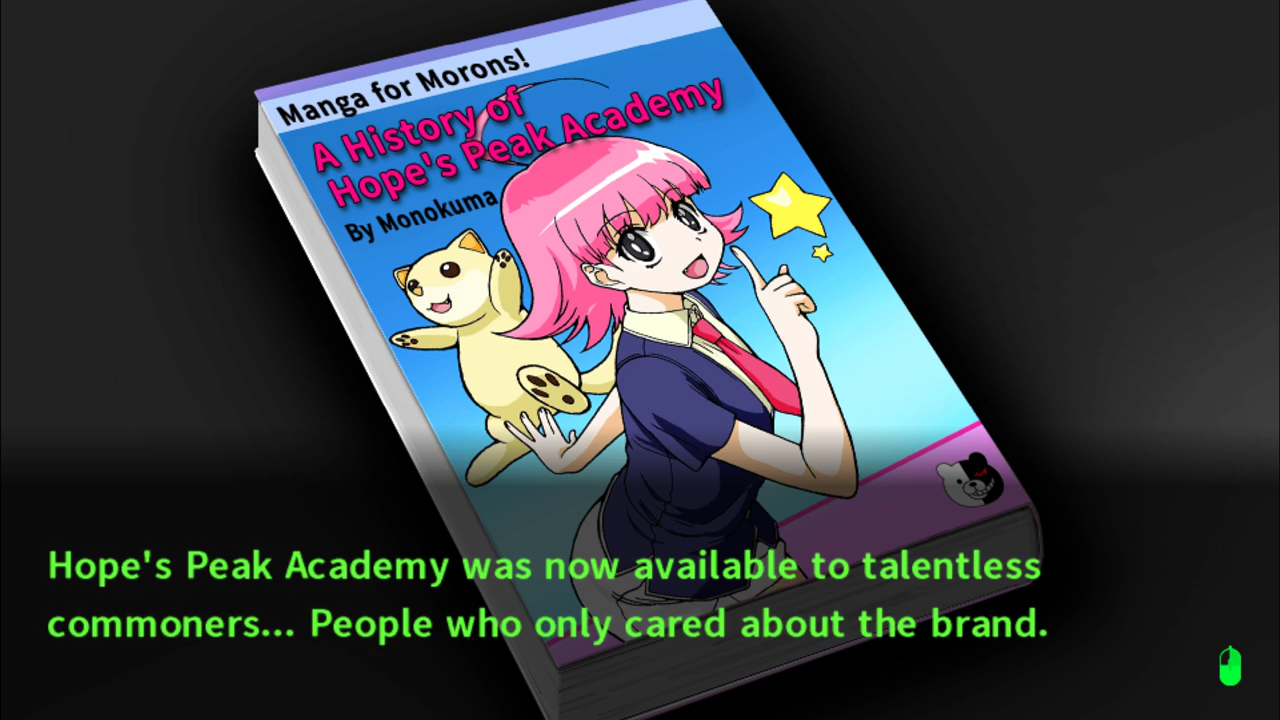 Manga for Morons!
A History of
Hope's Peak Academy
By Monokuma
Hope's Peak Academy was now available to talentless
commoners... People who only cared about the brand.